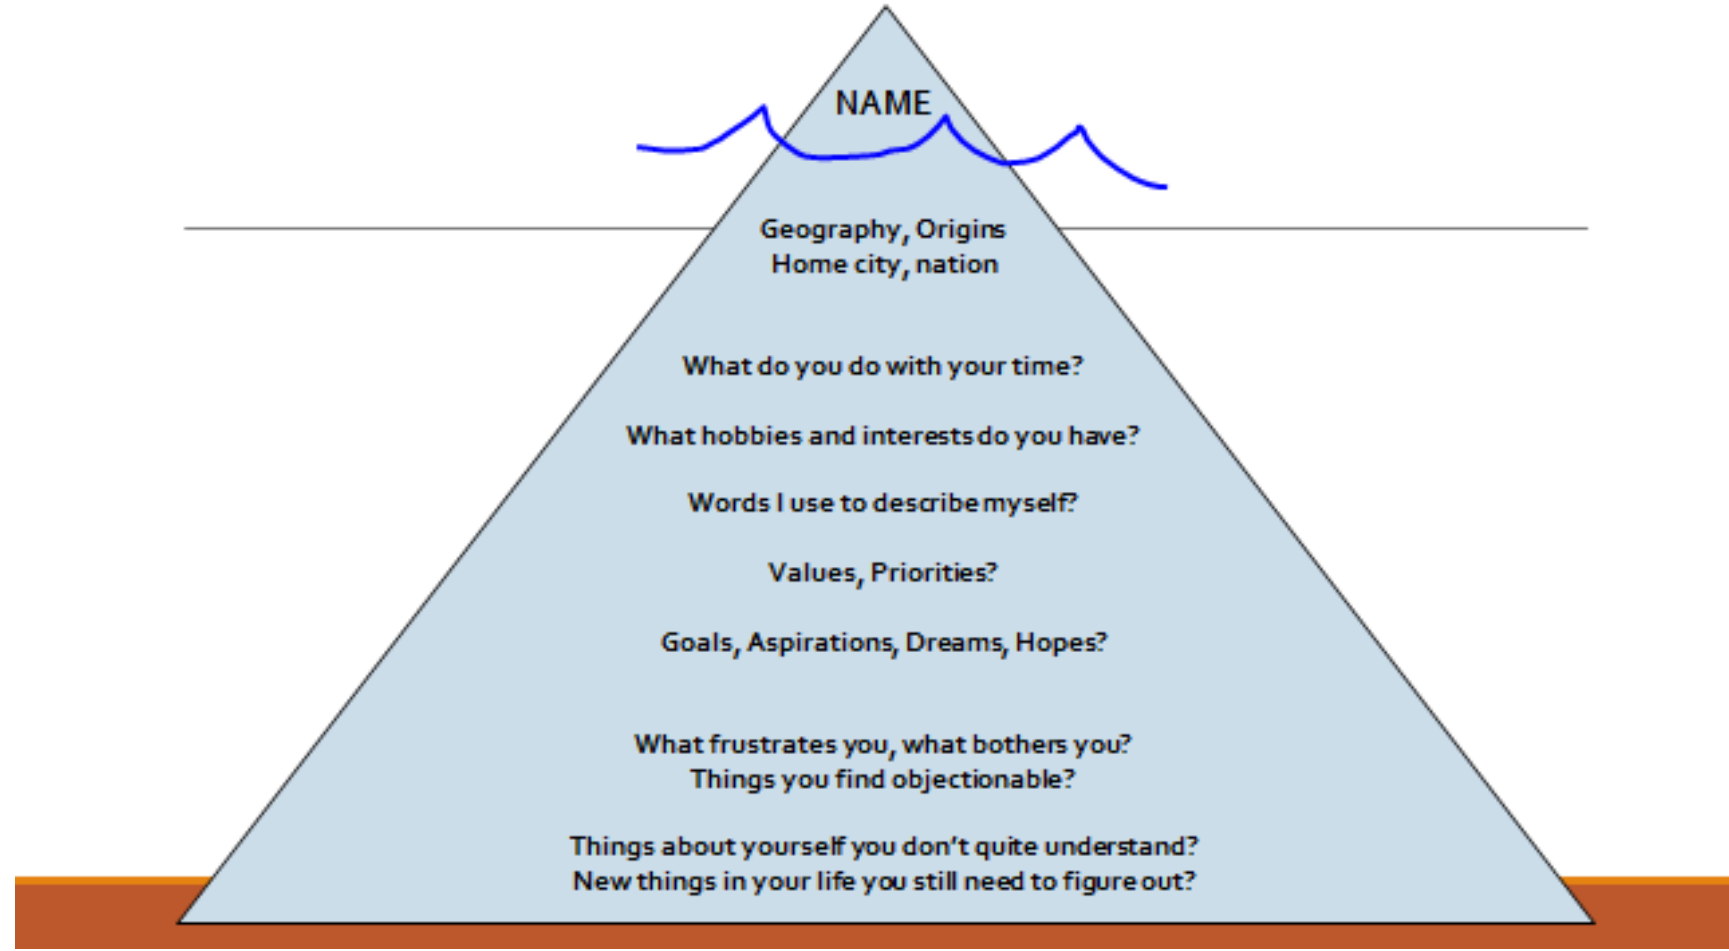 NAME
Geography, Origins
Home city, nation
What do you do with your time?
What hobbies and interests do you have?
Words I use to describe myself?
Values, Priorities?
Goals, Aspirations, Dreams, Hopes?
What frustrates you, what bothers you?
Things you find objectionable?
Things about yourself you don’t quite understand?
New things in your life you still need to figure out?